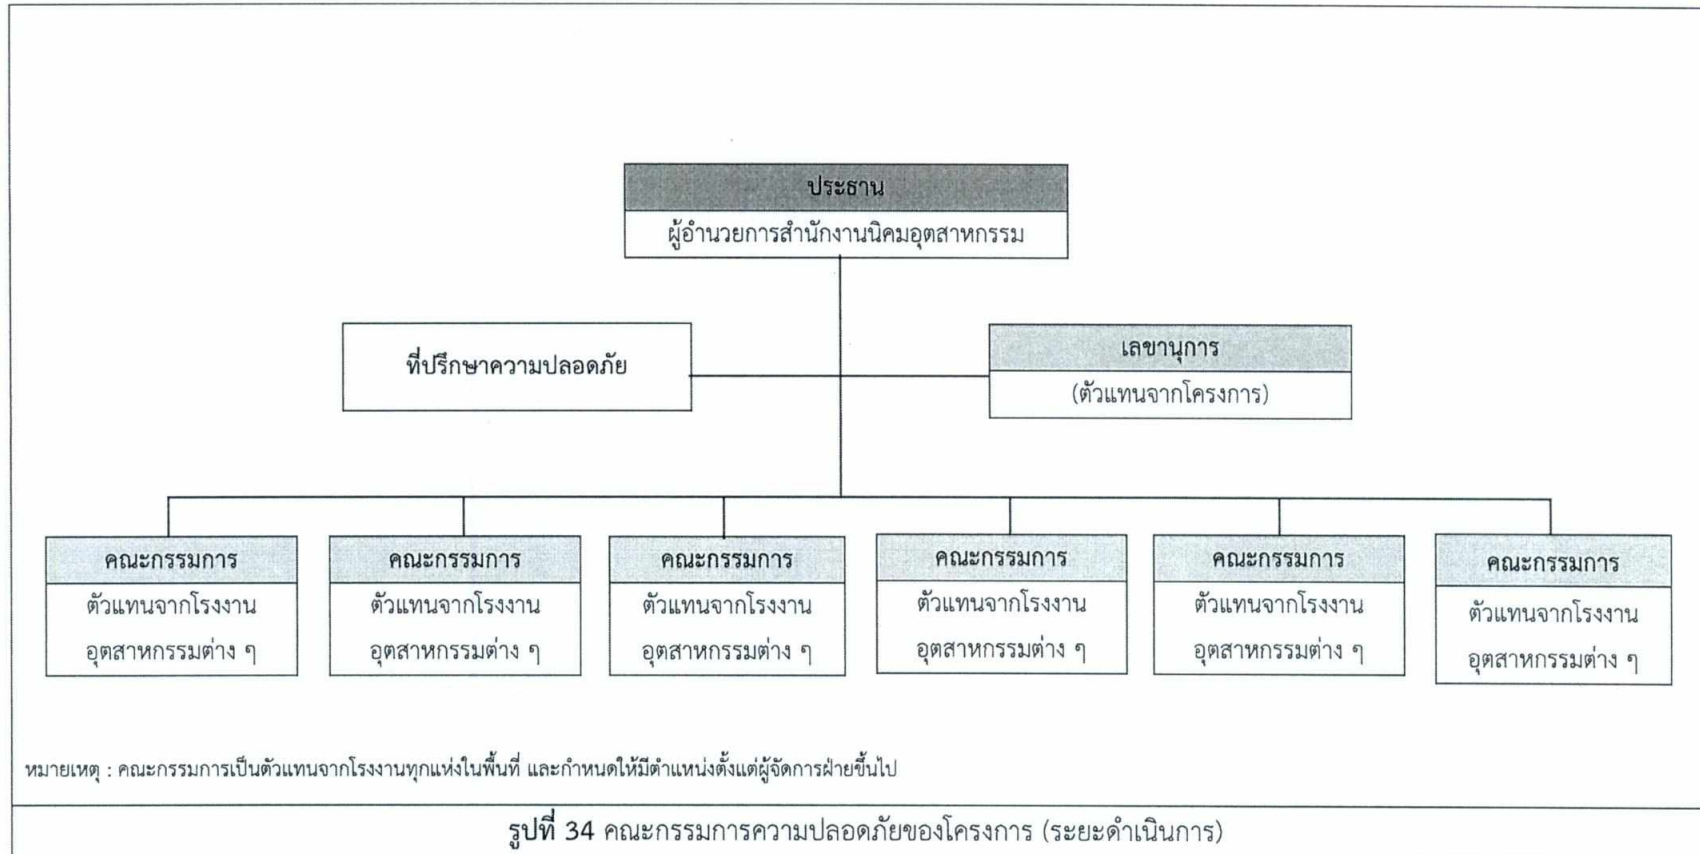 ประธาน
ผู้อำนวยการสำนักงานนิคมอุตสาหกรรม
ที่ปรึกษาความปลอดภัย
เลขานุการ
(ตัวแทนจากโครงการ)
คณะกรรมการ
ตัวแทนจากโรงงาน
อุตสาหกรรมต่าง ๆ
คณะกรรมการ
ตัวแทนจากโรงงาน
อุตสาหกรรมต่าง ๆ
คณะกรรมการ
ตัวแทนจากโรงงาน
อุตสาหกรรมต่าง ๆ
คณะกรรมการ
ตัวแทนจากโรงงาน
อุตสาหกรรมต่าง ๆ
คณะกรรมการ
ตัวแทนจากโรงงาน
อุตสาหกรรมต่าง ๆ
คณะกรรมการ
ตัวแทนจากโรงงาน
อุตสาหกรรมต่าง ๆ
หมายเหตุ : คณะกรรมการเป็นตัวแทนจากโรงงานทุกแห่งในพื้นที่ และกำหนดให้มีตำแหน่งตั้งแต่ผู้จัดการฝ่ายขึ้นไป
รูปที่ 34 คณะกรรมการความปลอดภัยของโครงการ (ระยะดำเนินการ)